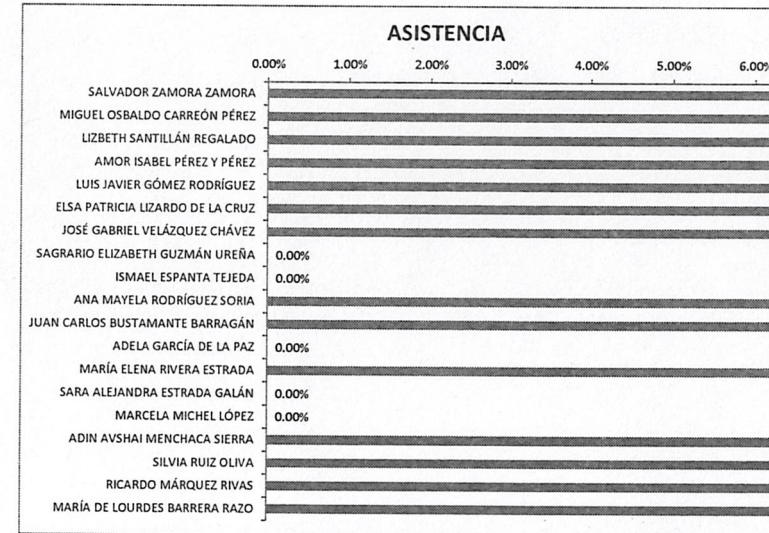 ASISTENCIA
0.00% 1.00% 2.00% 3.00% 4.00% 5.00% 6.00%
SALVADOR ZAMORA ZAMORA
MIGUEL OSBALDO CARREÓN PÉREZ
LIZBETH SANTILLÁN REGALADO
AMOR ISABEL PÉREZ Y PÉREZ
LUIS JAVIER GÓMEZ RODRÍGUEZ
ELSA PATRICIA LIZARDO DE LA CRUZ
JOSÉ GABRIEL VELÁZQUEZ CHÁVEZ
SAGRARIO ELIZABETH GUZMÁN UREÑA 0.00%
ISMAEL ESPANTA TEJEDA 0.00%
ANA MAYELA RODRÍGUEZ SORIA
JUAN CARLOS BUSTAMANTE BARRAGÁN
ADELA GARCÍA DE LA PAZ 0.00%
MARÍA ELENA RIVERA ESTRADA
SARA ALEJANDRA ESTRADA GALÁN 0.00%
MARCELA MICHEL LÓPEZ 0.00%
ADIN AVSHAI MENCHACA SIERRA
SILVIA RUIZ OLIVA
RICARDO MÁRQUEZ RIVAS
MARÍA DE LOURDES BARRERA RAZO